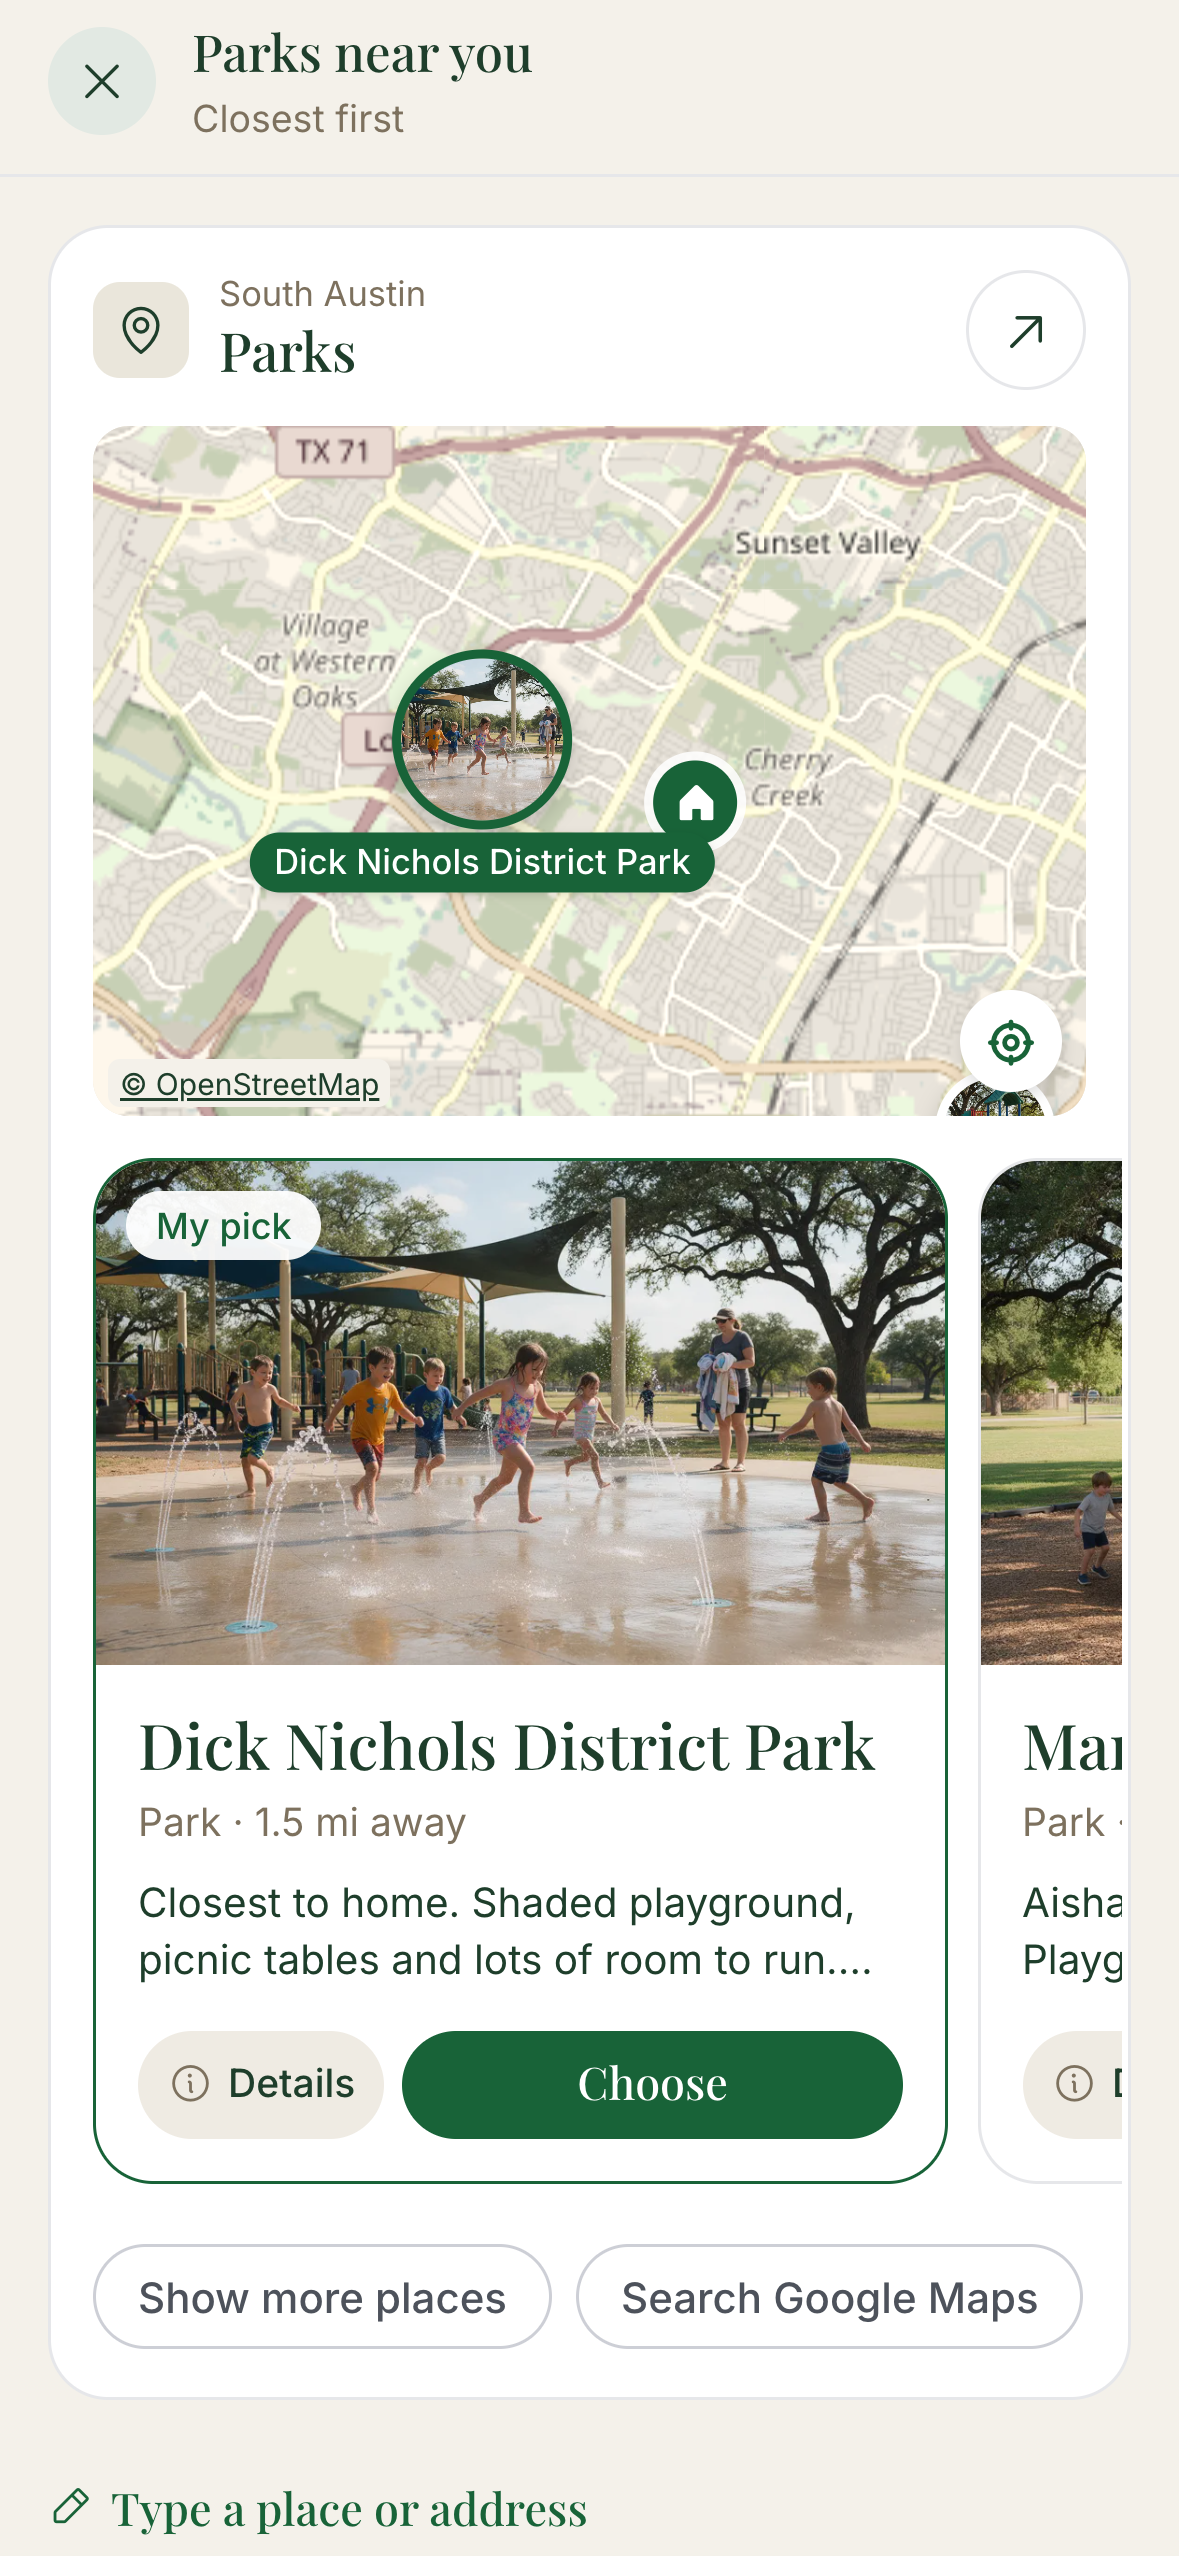 Parks near you
Closest first
South Austin
Parks
TX 71
Sunset Valley
Village
at Western
Oaks
Cherry
Creek
Dick Nichols District Park
© OpenStreetMap
My pick
Dick Nichols District Park
Park · 1.5 mi away
Closest to home. Shaded playground,
picnic tables and lots of room to run....
Details
Choose
Park ·
Aisha
Show more places
Search Google Maps
Type a place or address